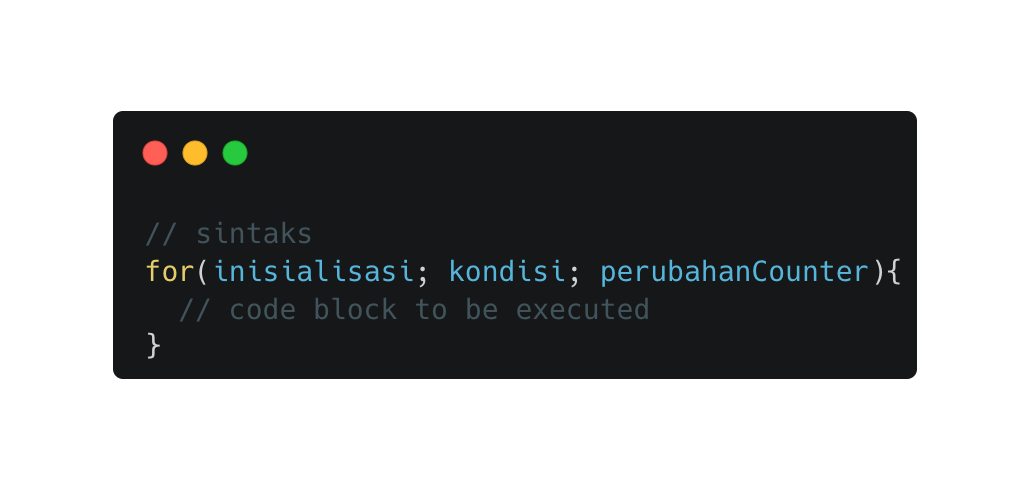 // sintaks
for(inisialisasi; kondisi; perubahanCounter){
  // code block to be executed
}